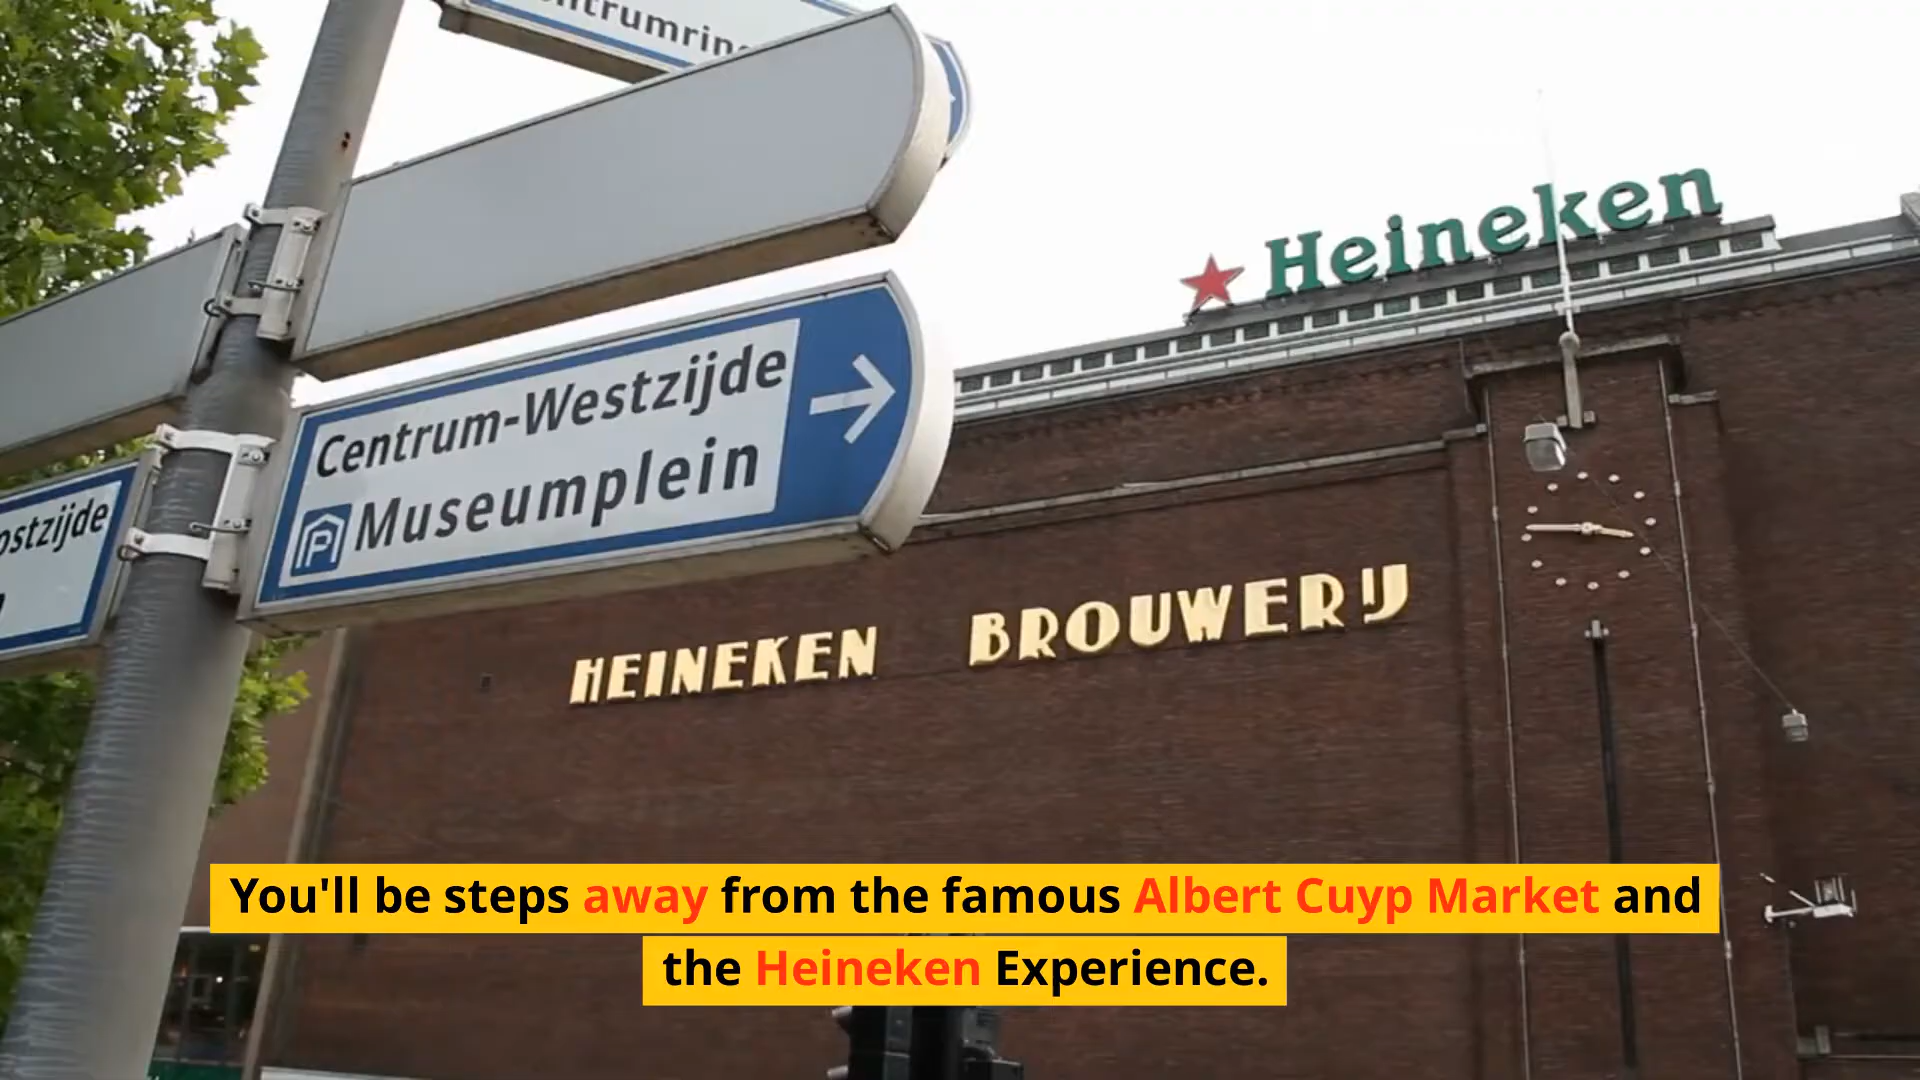 Heineken
Centrum-Westzijde
P Museumplein
HEINEKEN BROUWERIJ
You'll be steps away from the famous Albert Cuyp Market and
the Heineken Experience.